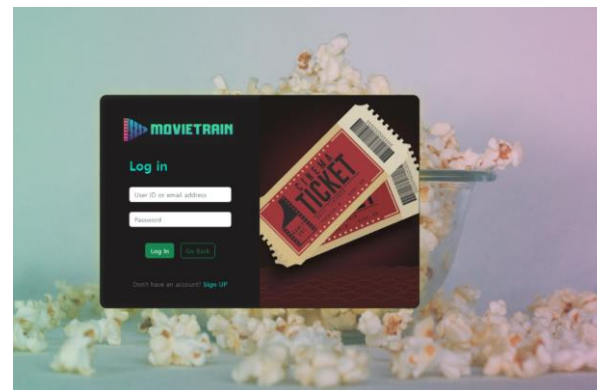 MOVIETRAIN
Log in
User ID or email address
Password
Log In
Go Back
Don't have an account? Sign UP
CINEMA
TICKET